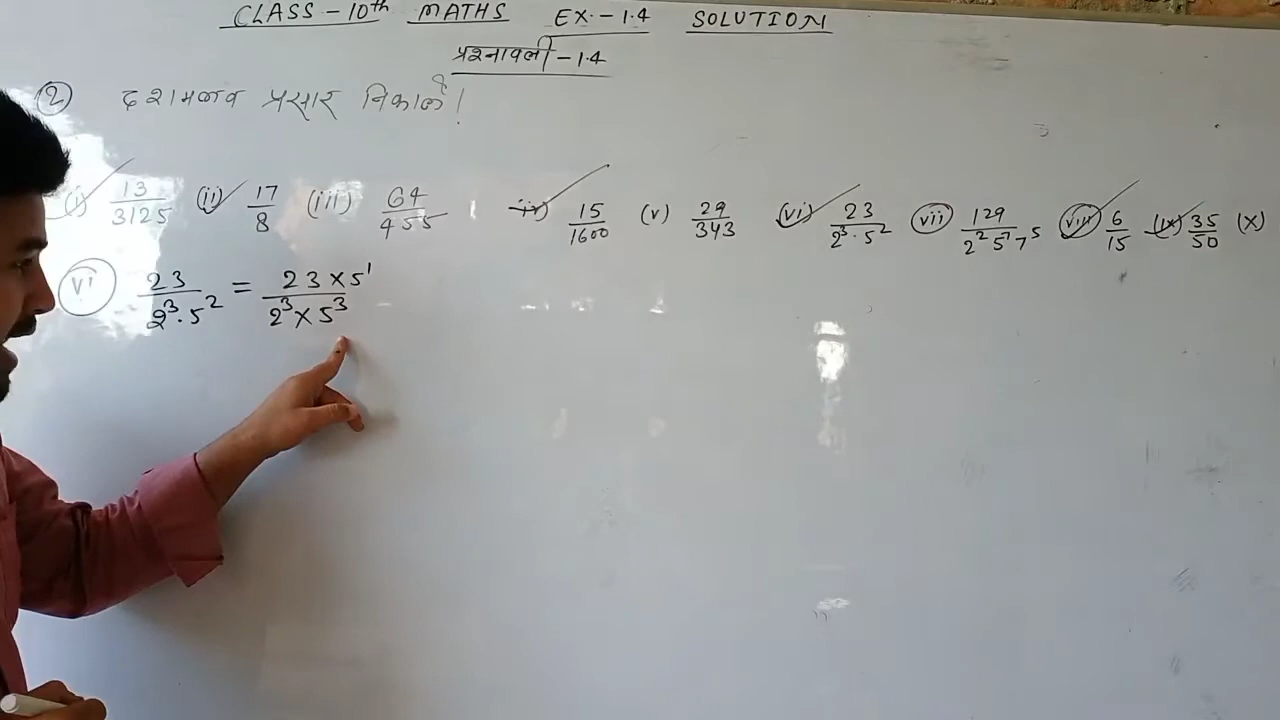 CLASS - 10th MATHS EX. - 1.4 SOLUTION
प्रश्नावली - 1.4
(2) दशमलव प्रसार निकालें!
(i) 13/3125 (ii) 17/8 (iii) 64/455 (iv) 15/1600 (v) 29/343 (vi) 23/2³·5² (vii) 129/2²5⁷7⁵ (viii) 6/15 (ix) 35/50 (x)
(vi) 23/2³·5² = 23×5¹/2³×5³